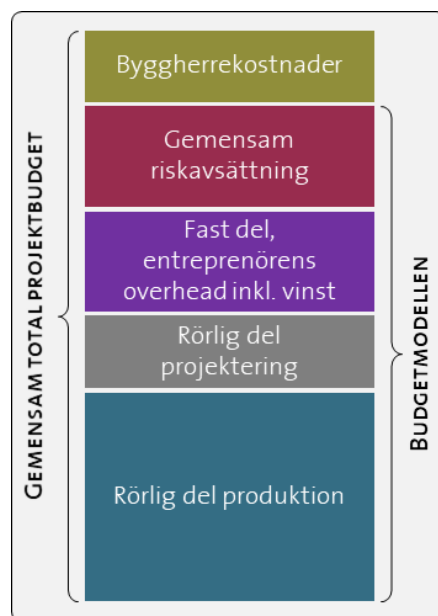 GEMENSAM TOTAL PROJEKTBUDGET
Byggherrekostnader
Gemensam
riskavsättning
Fast del,
entreprenörens
overhead inkl. vinst
Rörlig del
projektering
Rörlig del produktion
BUDGETMODELLEN